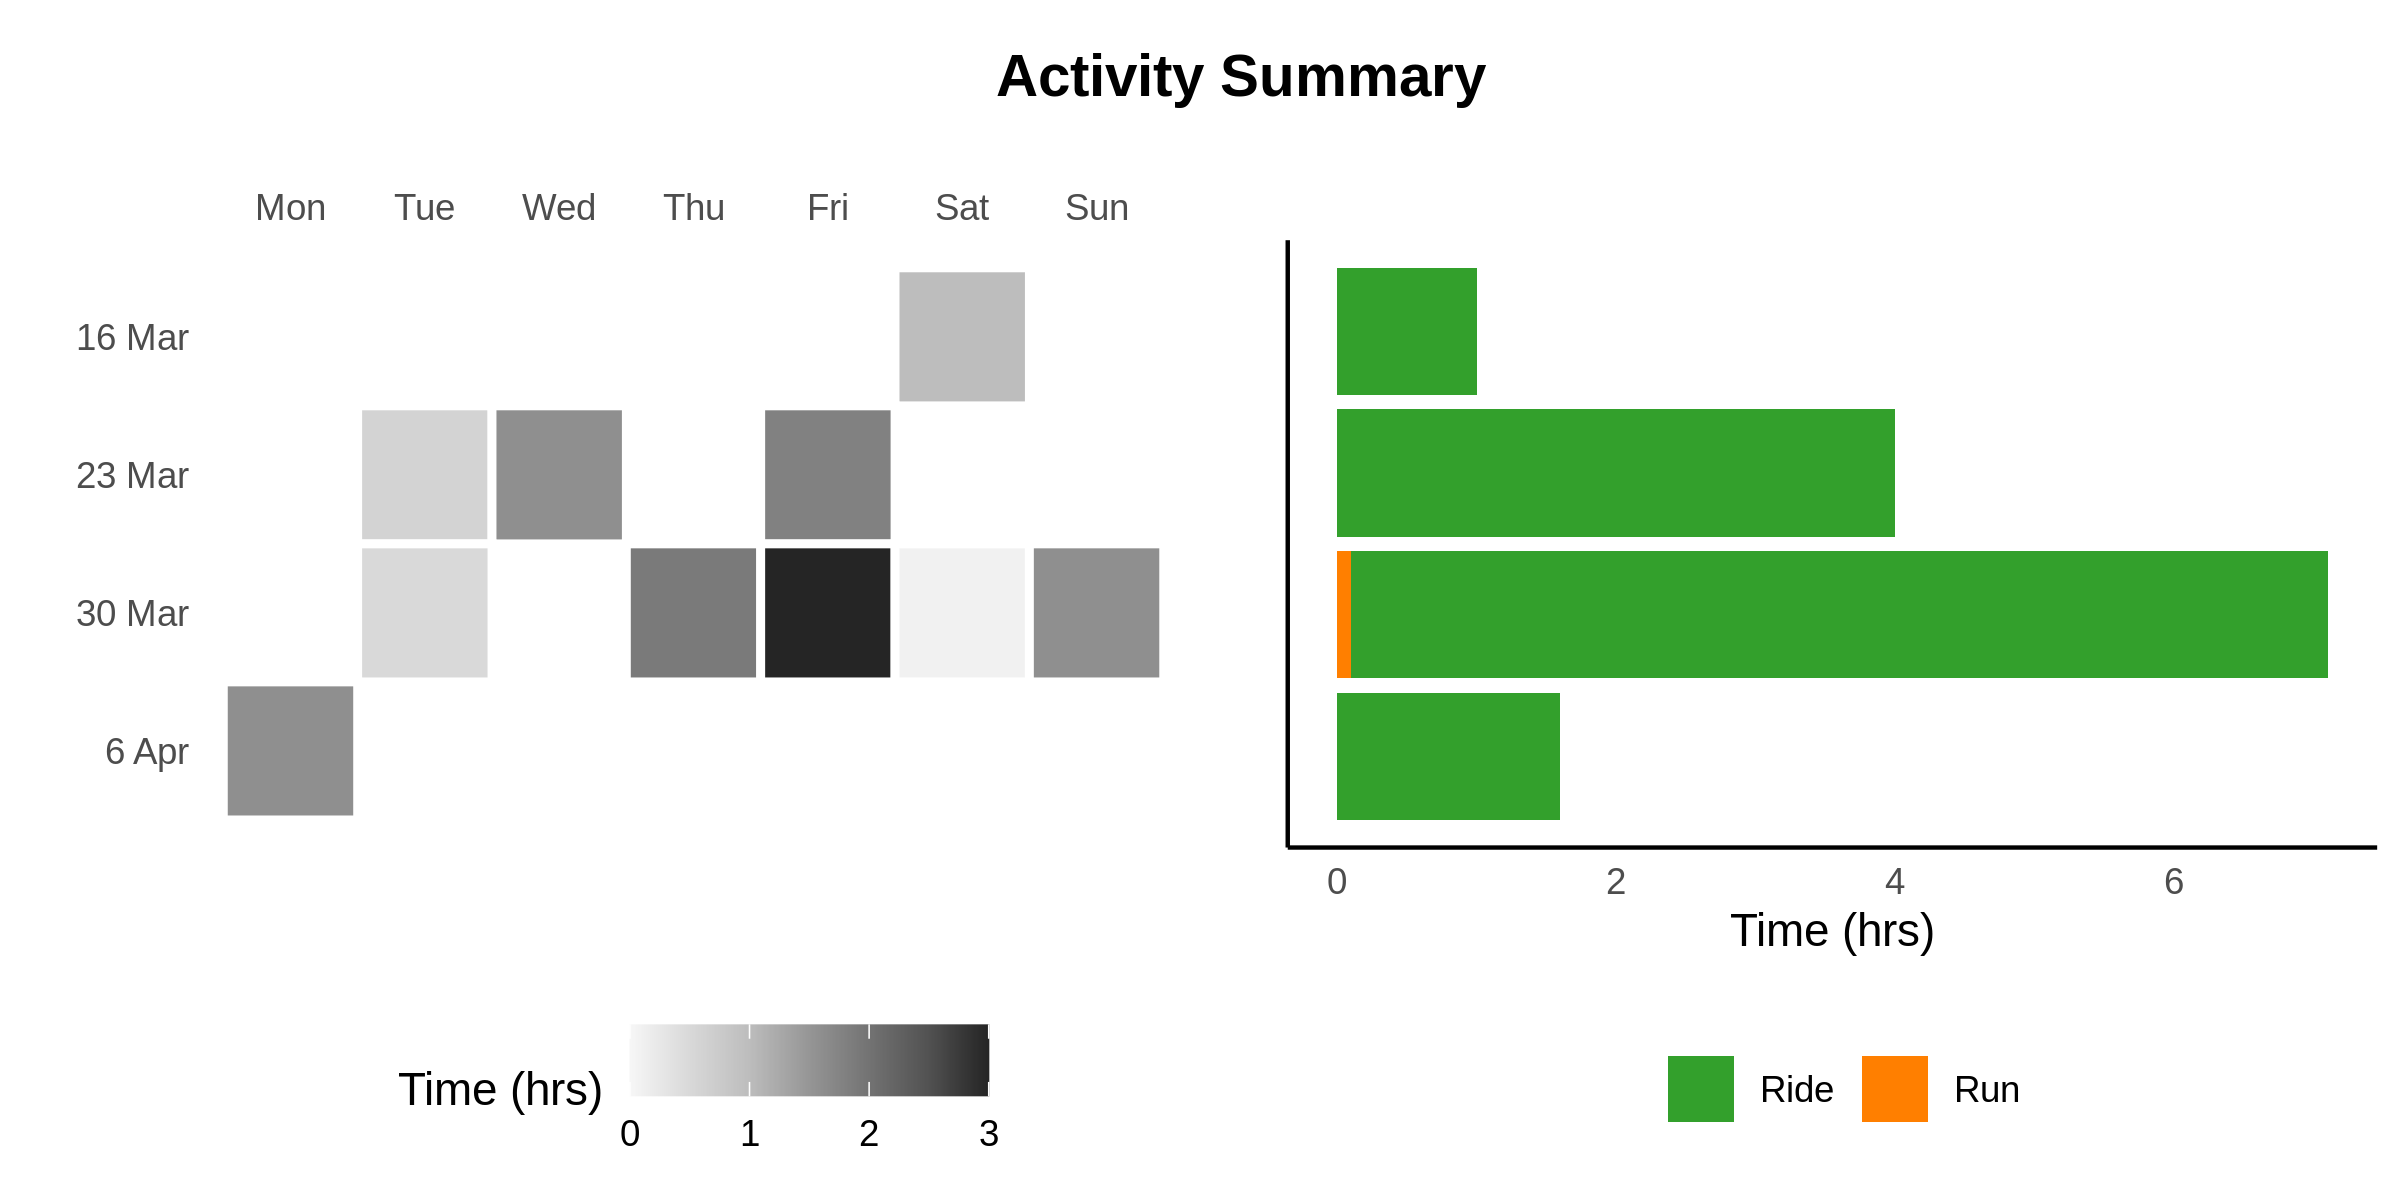 Activity Summary
Mon Tue Wed Thu Fri Sat Sun
16 Mar
23 Mar
30 Mar
6 Apr
Time (hrs)
0 1 2 3
0 2 4 6
Time (hrs)
Ride Run